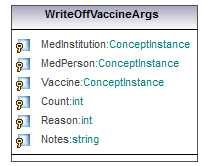 WriteOffVaccineArgs
MedInstitution:ConceptInstance
MedPerson:ConceptInstance
Vaccine:ConceptInstance
Count:int
Reason:int
Notes:string